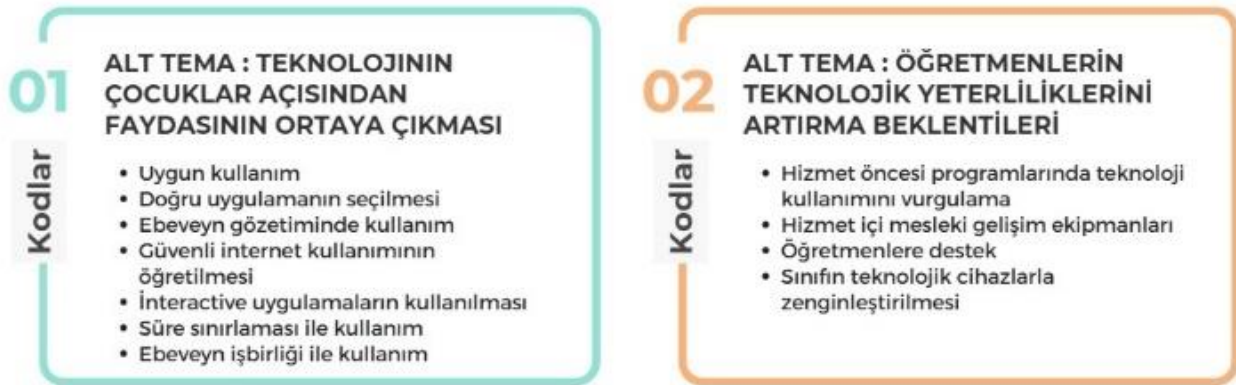 01
Kodlar
ALT TEMA : TEKNOLOJININ
ÇOCUKLAR AÇISINDAN
FAYDASININ ORTAYA ÇIKMASI
• Uygun kullanım
• Doğru uygulamanın seçilmesi
• Ebeveyn gözetiminde kullanım
• Güvenli internet kullanımının
öğretilmesi
• İnteractive uygulamaların kullanılması
• Süre sınırlaması ile kullanım
• Ebeveyn işbirliği ile kullanım
02
Kodlar
ALT TEMA : ÖĞRETMENLERİN
TEKNOLOJİK YETERLİLİKLERİNİ
ARTIRMA BEKLENTİLERİ
• Hizmet öncesi programlarında teknoloji
kullanımını vurgulama
• Hizmet içi mesleki gelişim ekipmanları
• Öğretmenlere destek
• Sınıfın teknolojik cihazlarla
zenginleştirilmesi